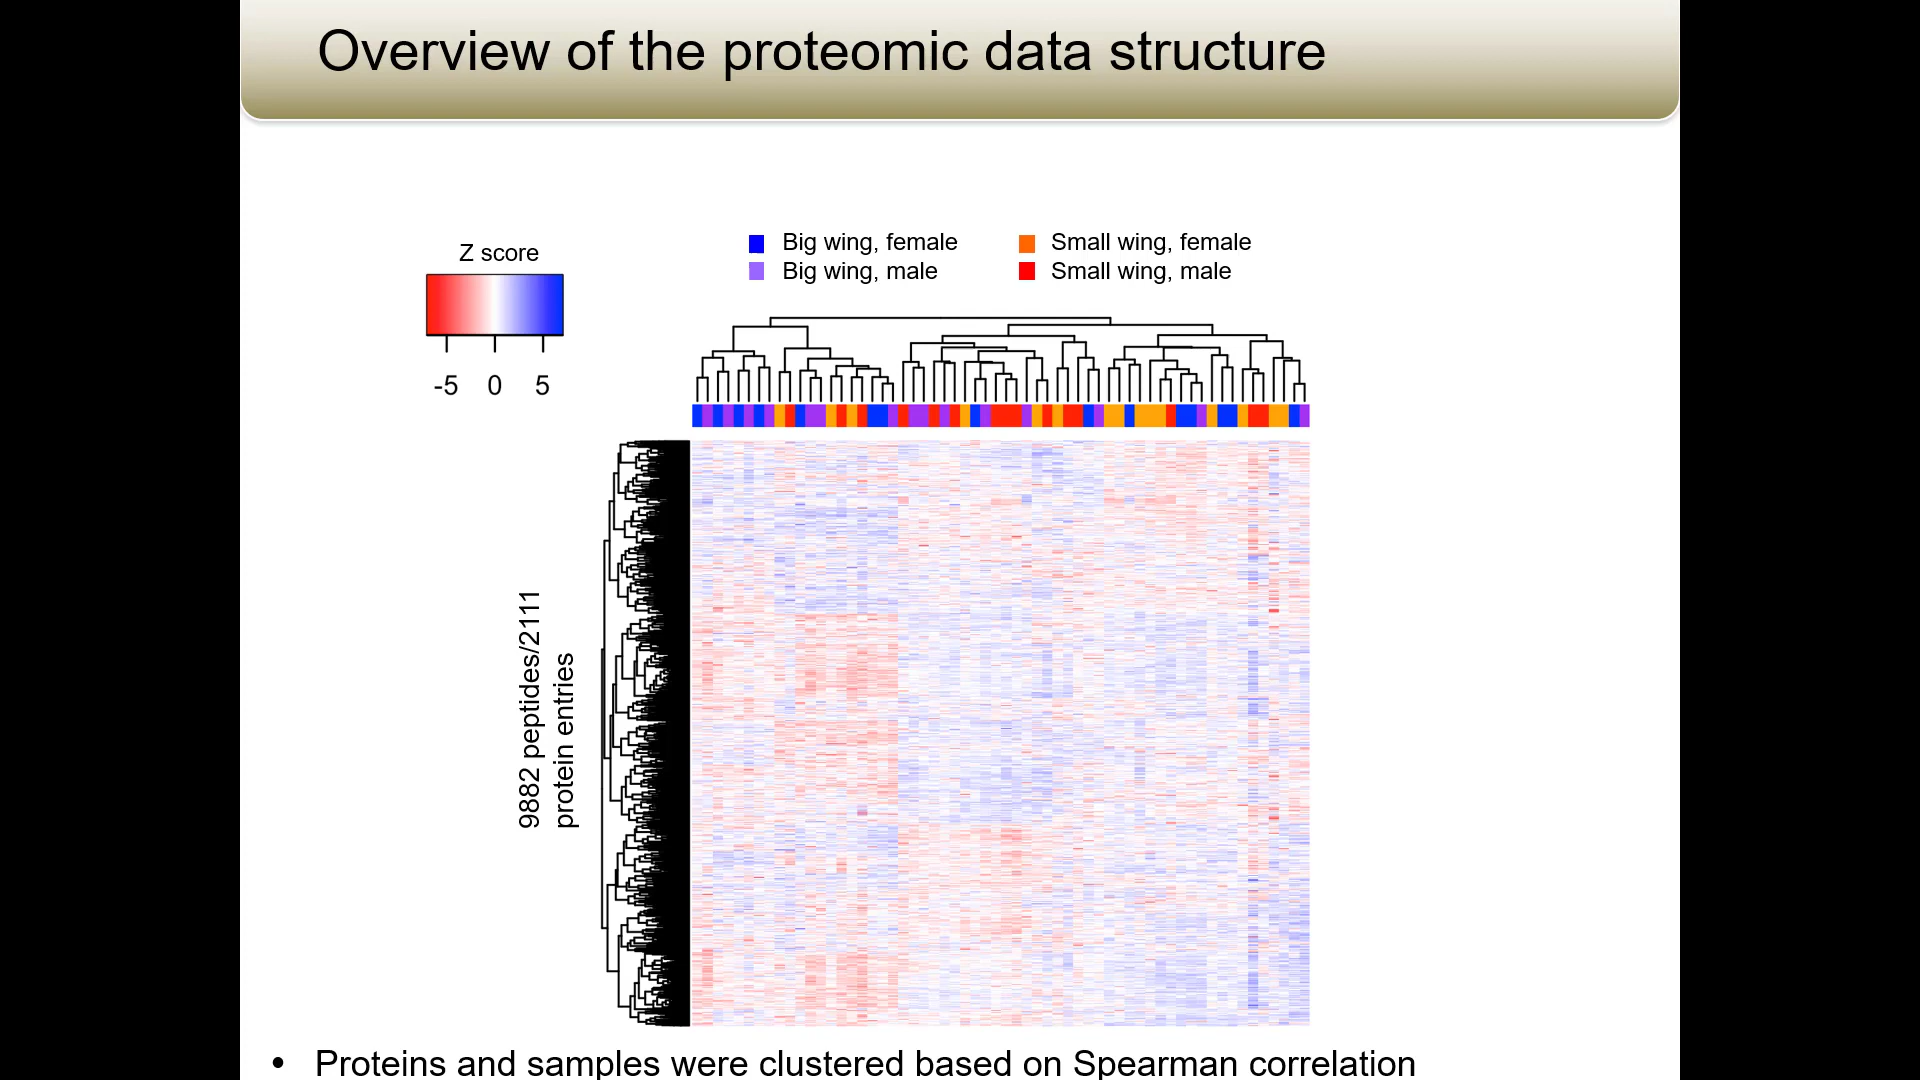 Overview of the proteomic data structure
Z score
-5 0 5
Big wing, female
Big wing, male
Small wing, female
Small wing, male
9882 peptides/2111
protein entries
• Proteins and samples were clustered based on Spearman correlation